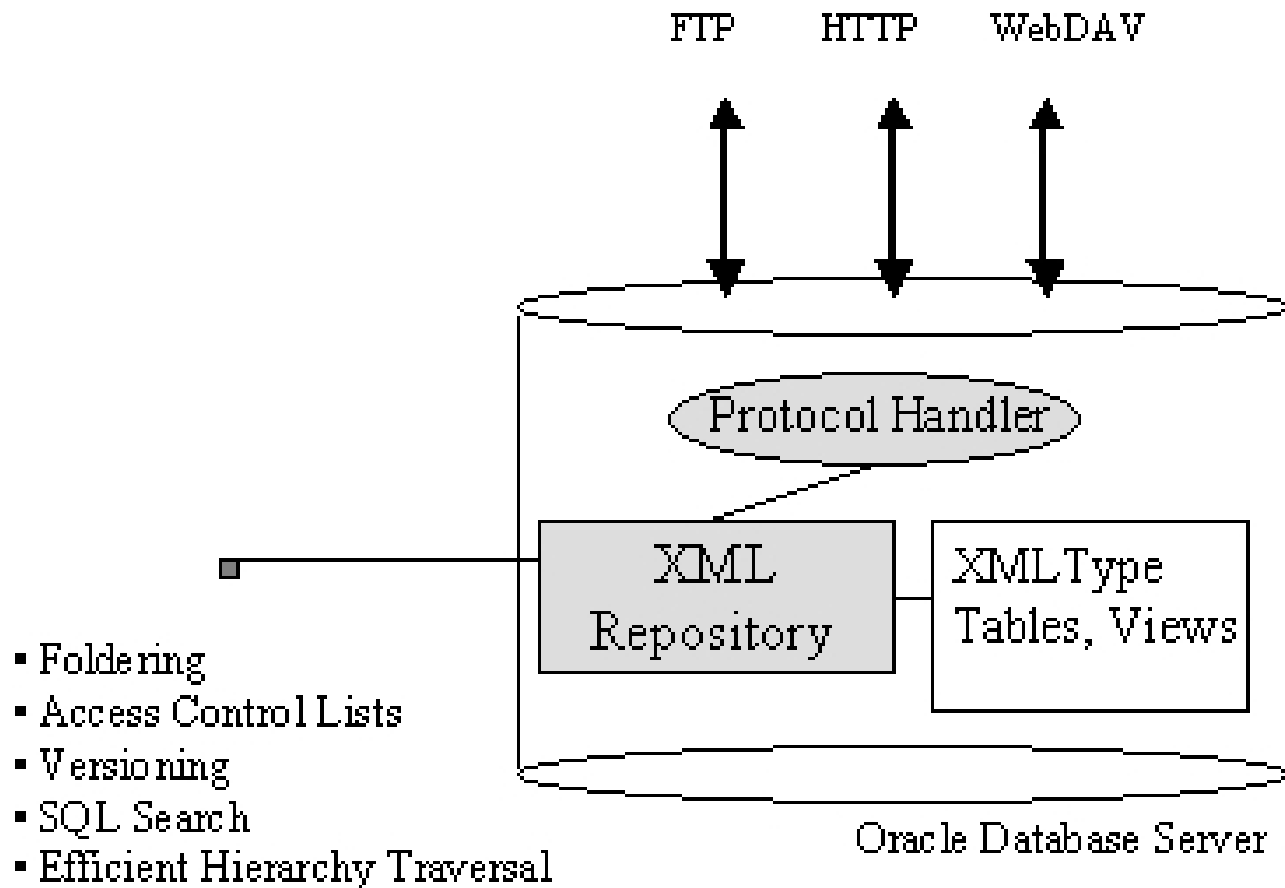 FTP HTTP WebDAV
Protocol Handler
XML
Repository
XMLType
Tables, Views
▪ Foldering
▪ Access Control Lists
▪ Versioning
▪ SQL Search
▪ Efficient Hierarchy Traversal
Oracle Database Server